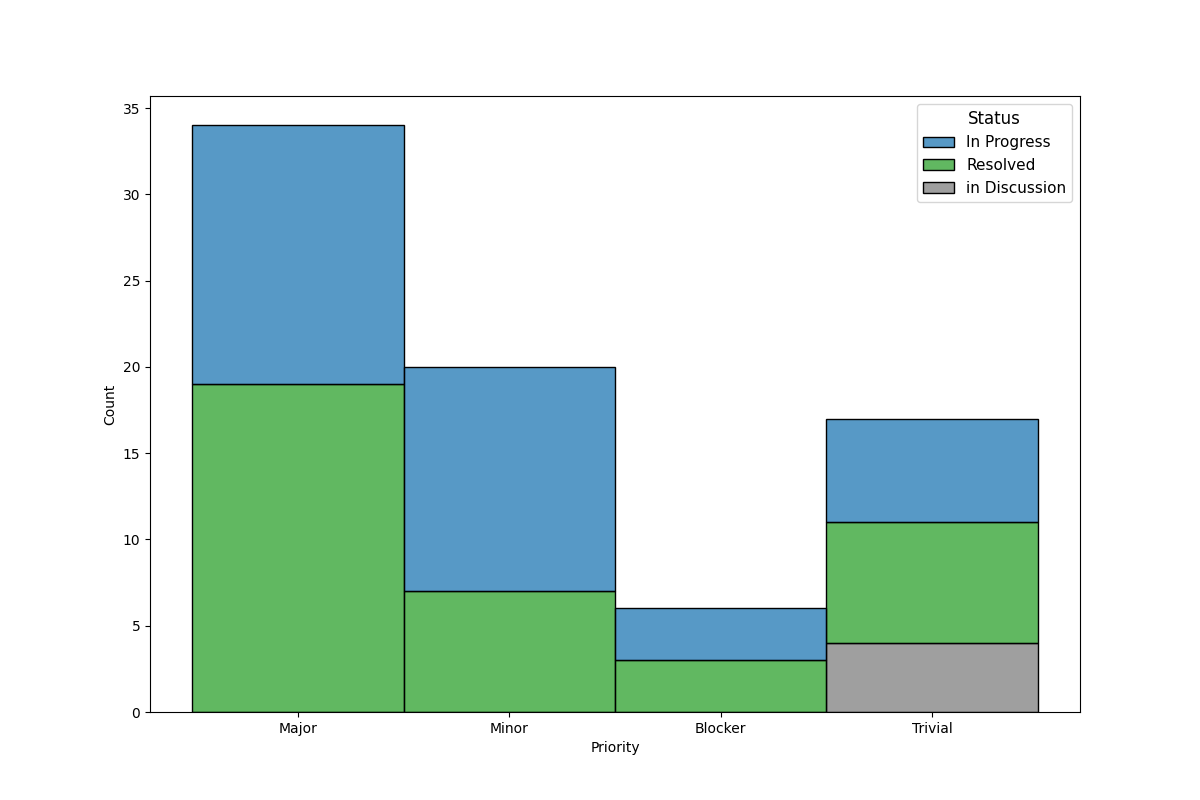 Status
In Progress
Resolved
in Discussion
35
30
25
20
15
10
5
0
Count
Major Minor Blocker Trivial
Priority